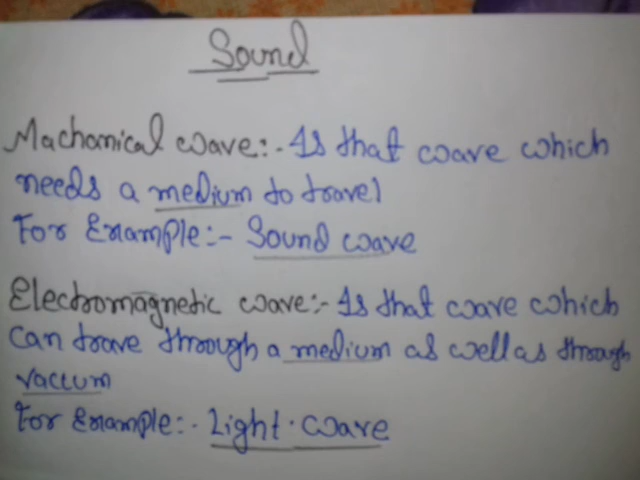 Sound
Machanical wave:- Is that wave which
needs a medium to travel
For Example:- Sound wave
Electromagnetic wave:- Is that wave which
can trave through a medium as well as through
vaccum
For Example:- Light wave